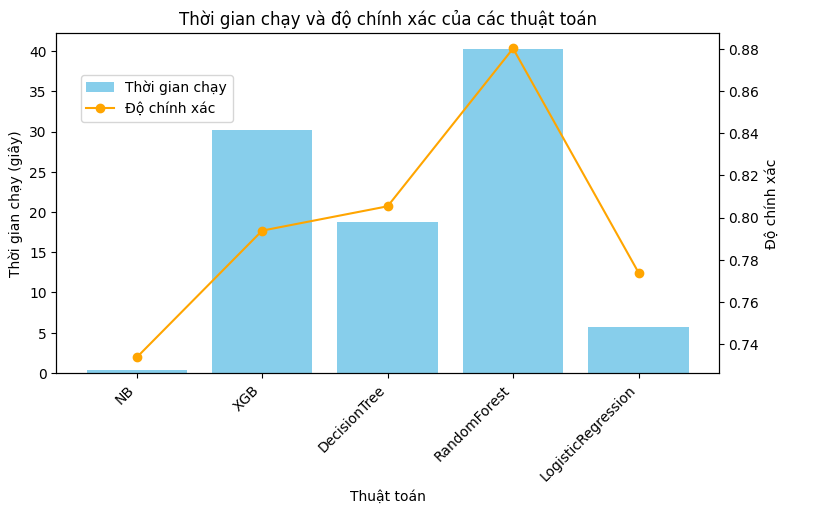 Thời gian chạy và độ chính xác của các thuật toán
Thời gian chạy
Độ chính xác
Thời gian chạy (giây)
40
35
30
25
20
15
10
5
0
0.88
0.86
0.84
0.82
0.80
0.78
0.76
0.74
Độ chính xác
NB
XGB
DecisionTree
RandomForest
LogisticRegression
Thuật toán